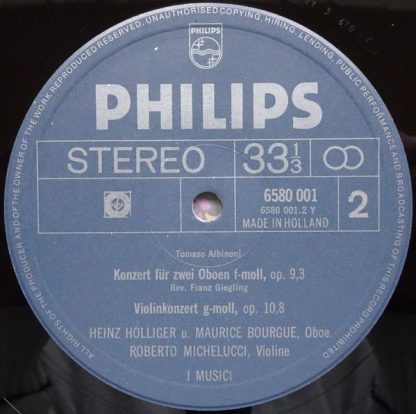 ALL RIGHTS OF THE PRODUCER AND OF THE OWNER OF THE WORK REPRODUCED RESERVED. UNAUTHORISED COPYING, HIRING, LENDING, PUBLIC PERFORMANCE AND BROADCASTING OF THIS RECORD PROHIBITED
PHILIPS
PHILIPS
STEREO 33 1/3
6580 001
6580 001.2 Y
MADE IN HOLLAND
2
Tomaso Albinoni
Konzert für zwei Oboen f-moll, op. 9,3
Rev. Franz Giegling
Violinkonzert g-moll, op. 10,8
HEINZ HOLLIGER u. MAURICE BOURGUE, Oboe
ROBERTO MICHELUCCI, Violine
I MUSICI